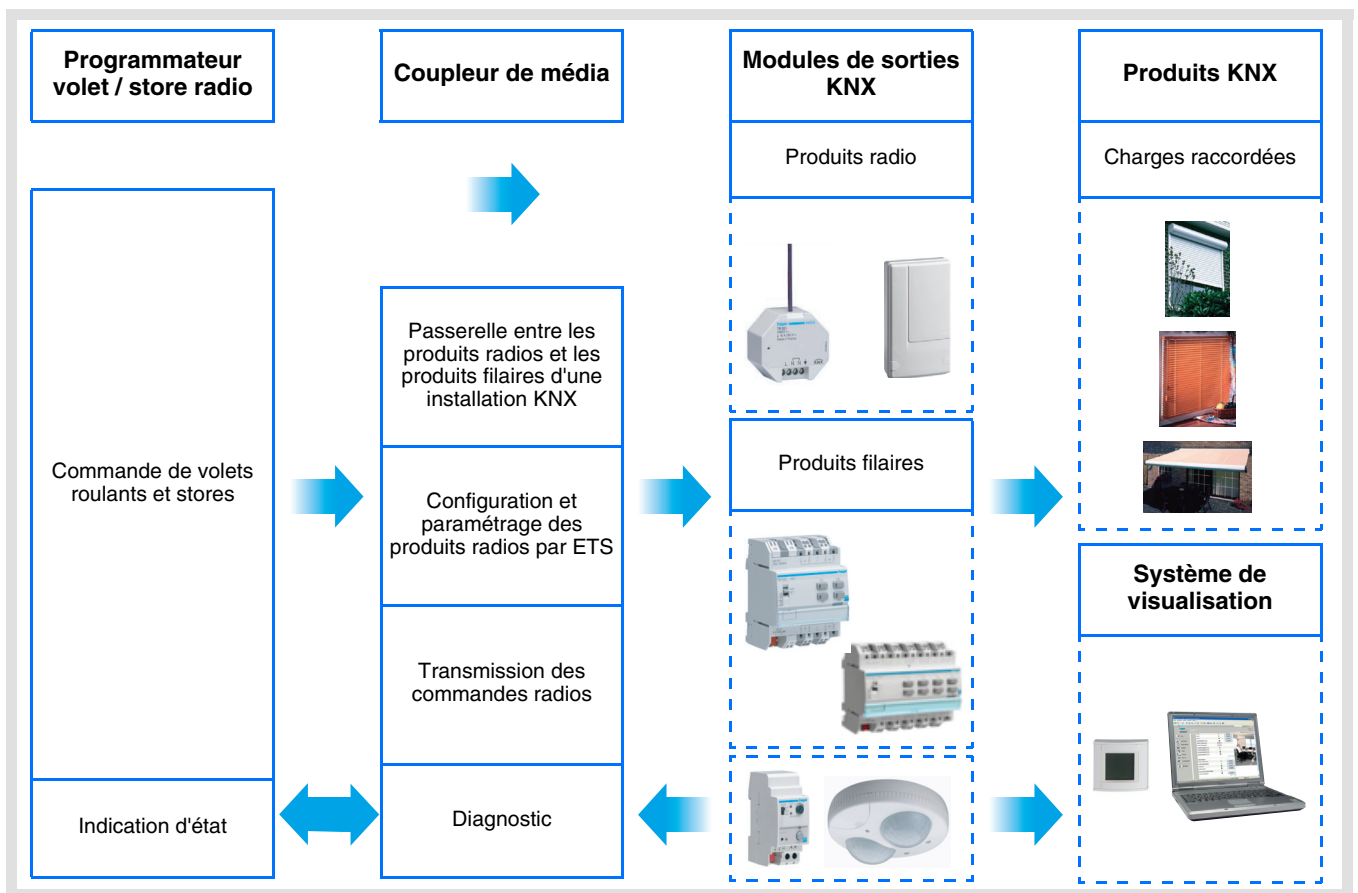 Programmateur
volet / store radio
Coupleur de média
Modules de sorties
KNX
Produits KNX
Produits radio
Charges raccordées
Passerelle entre les
produits radios et les
produits filaires d'une
installation KNX
Commande de volets
roulants et stores
Produits filaires
Configuration et
paramétrage des
produits radios par ETS
Système de
visualisation
Transmission des
commandes radios
Indication d'état
Diagnostic